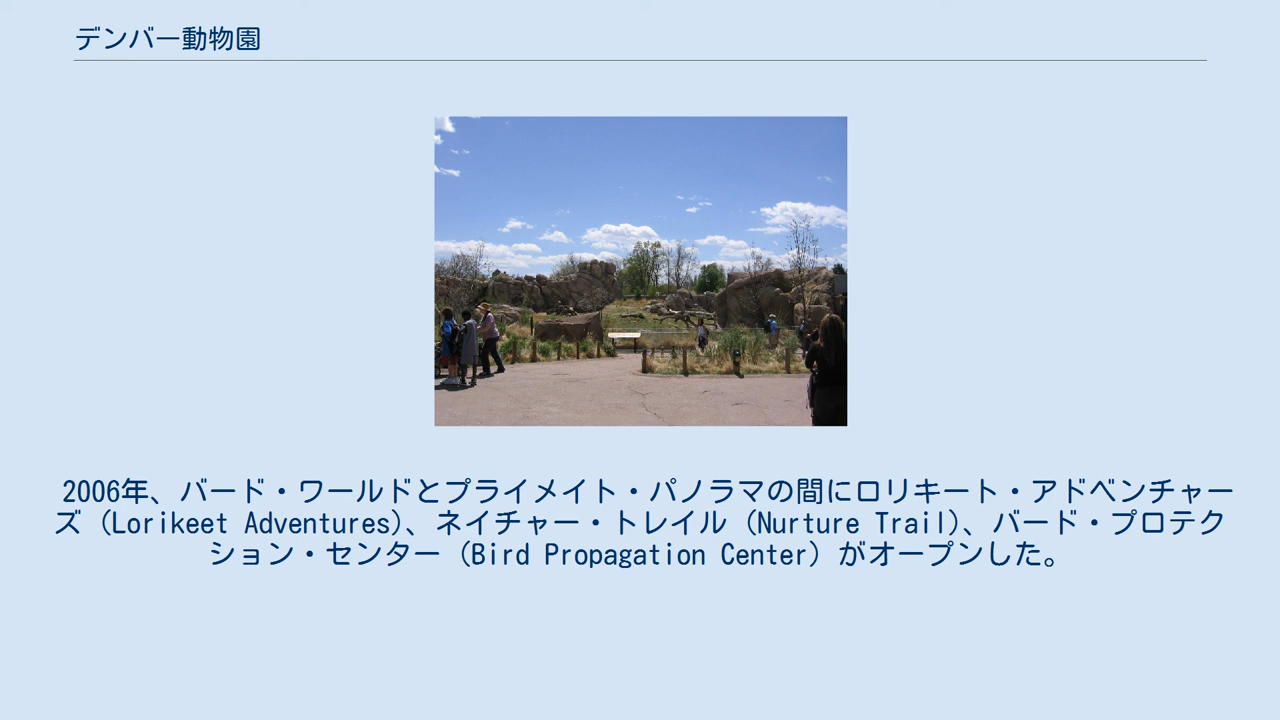 デンバー動物園
2006年、バード・ワールドとプライメイト・パノラマの間にロリキート・アドベンチャー
ズ（Lorikeet Adventures)、ネイチャー・トレイル（Nurture Trail)、バード・プロテク
ション・センター（Bird Propagation Center）がオープンした。